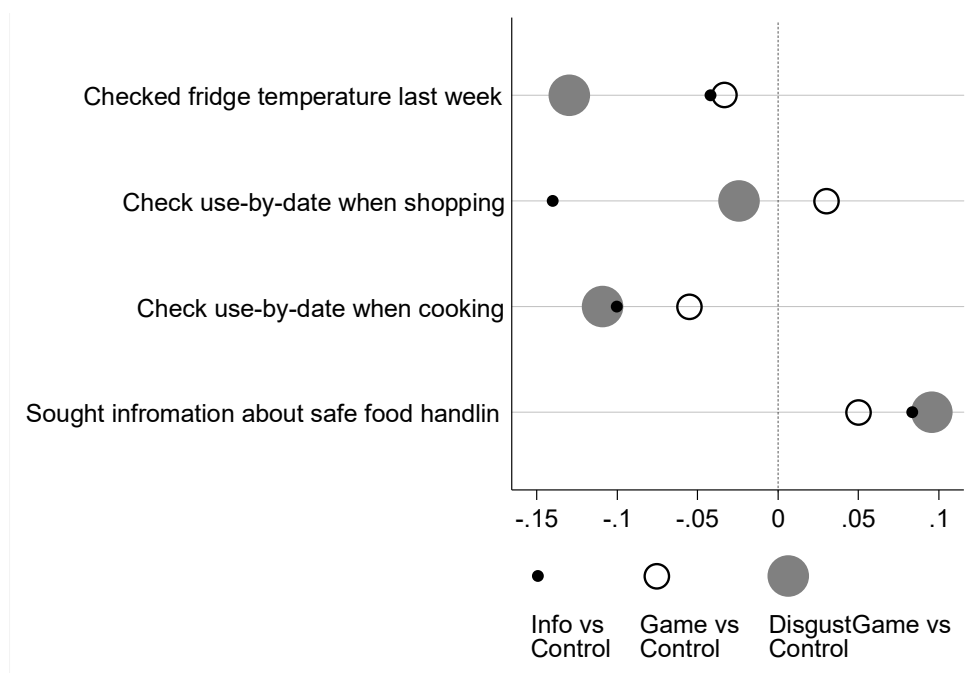 Checked fridge temperature last week
Check use-by-date when shopping
Check use-by-date when cooking
Sought infromation about safe food handlin
-.15 -.1 -.05 0 .05 .1
Info vs Control
Game vs Control
DisgustGame vs Control